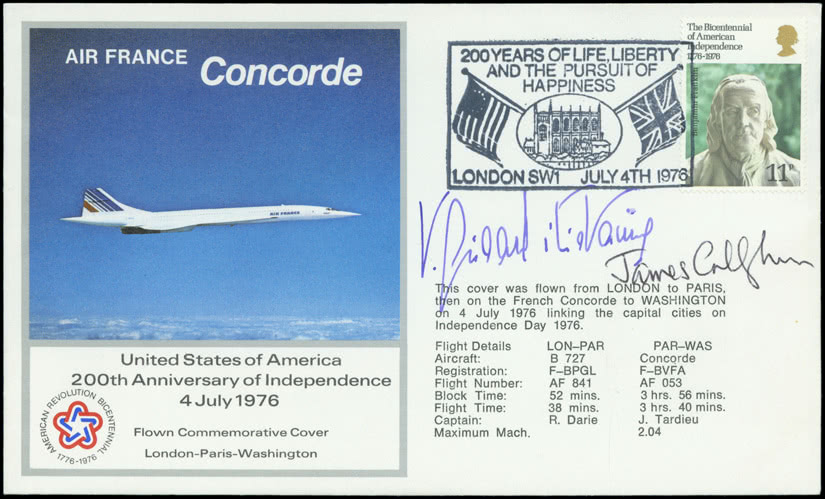 AIR FRANCE
Concorde
AIR FRANCE
United States of America
200th Anniversary of Independence
4 July 1976
AMERICAN REVOLUTION BICENTENNIAL
1776-1976
Flown Commemorative Cover
London-Paris-Washington
200 YEARS OF LIFE, LIBERTY
AND THE PURSUIT OF
HAPPINESS
LONDON SW1 JULY 4TH 1976
The Bicentennial
of American
Independence
1776-1976
Benjamin Franklin
11P
James Callaghan
This cover was flown from LONDON to PARIS,
then on the French Concorde to WASHINGTON
on 4 July 1976 linking the capital cities on
Independence Day 1976.
Flight Details LON–PAR PAR–WAS
Aircraft: B 727 Concorde
Registration: F–BPGL F–BVFA
Flight Number: AF 841 AF 053
Block Time: 52 mins. 3 hrs. 56 mins.
Flight Time: 38 mins. 3 hrs. 40 mins.
Captain: R. Darie J. Tardieu
Maximum Mach. 2.04